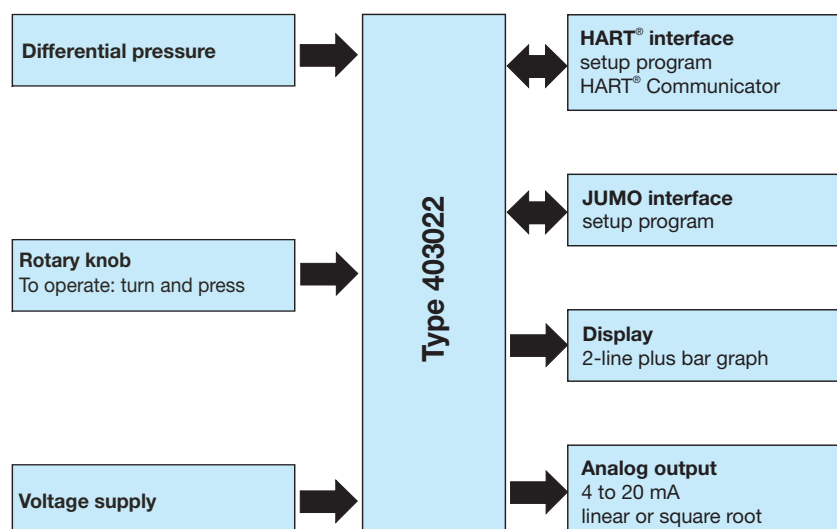 Differential pressure
Rotary knob
To operate: turn and press
Voltage supply
Type 403022
HART® interface
setup program
HART® Communicator
JUMO interface
setup program
Display
2-line plus bar graph
Analog output
4 to 20 mA
linear or square root